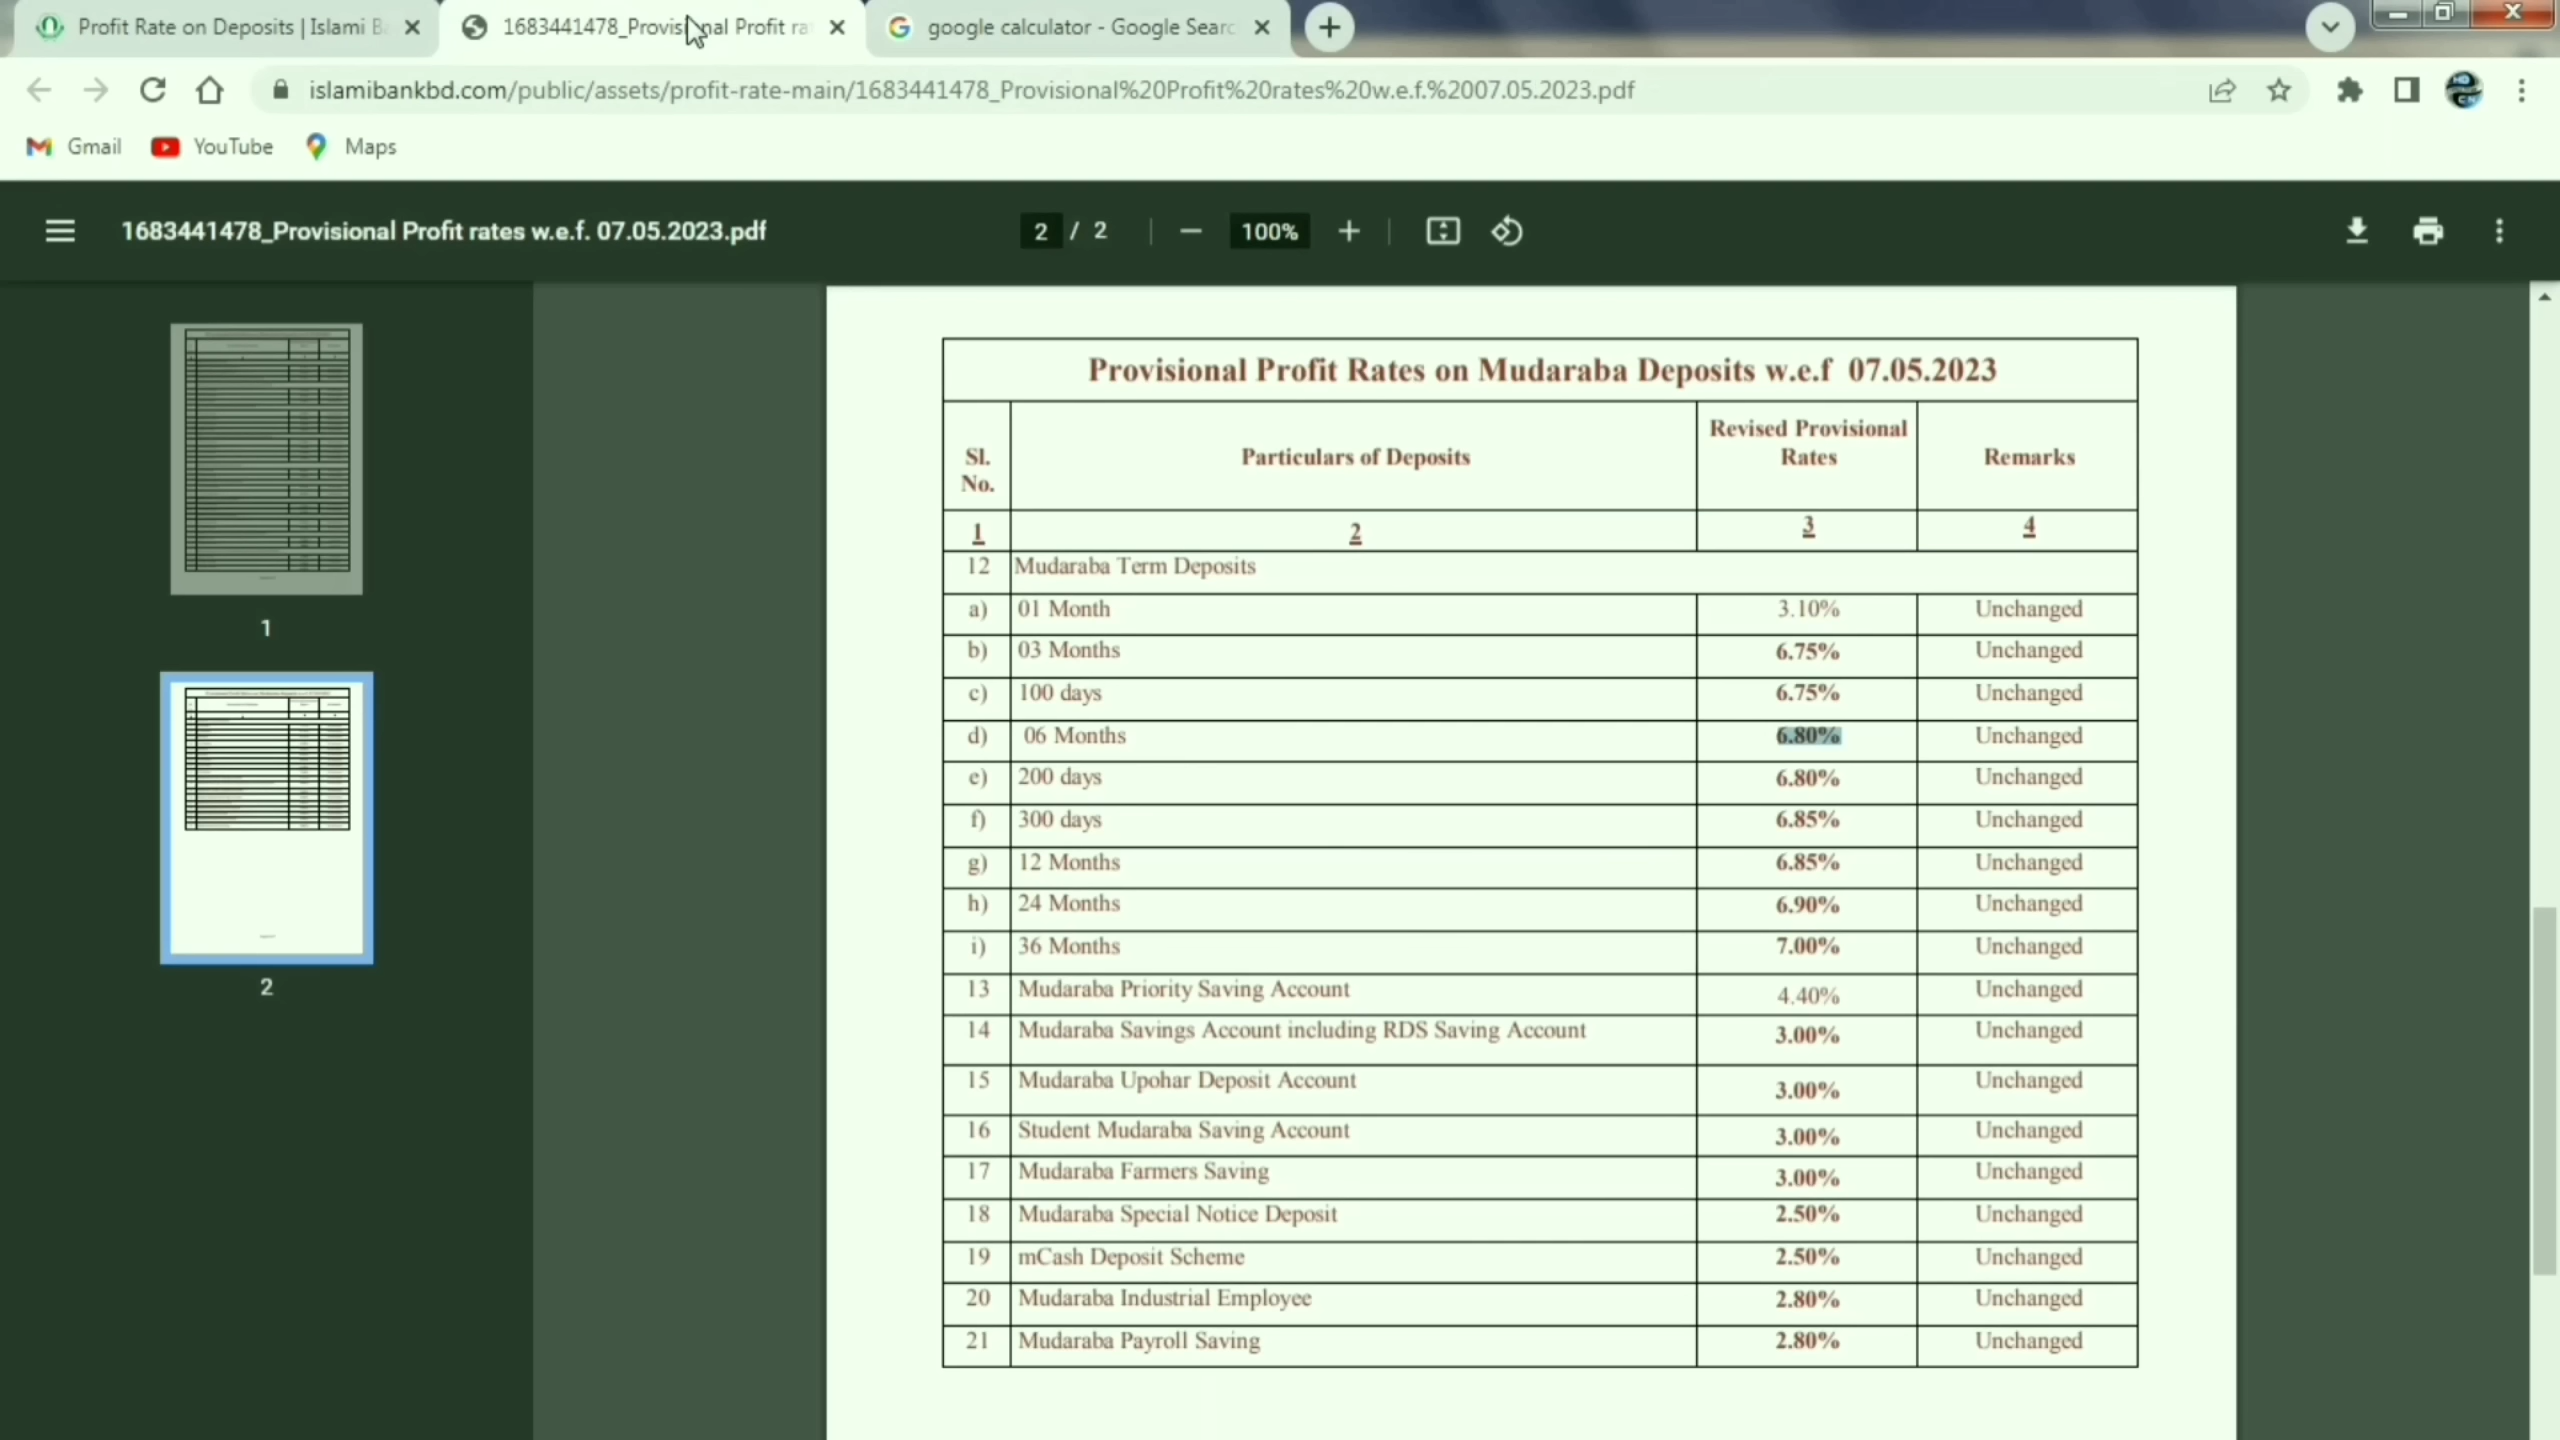 Profit Rate on Deposits | Islami B
1683441478_Provisional Profit ra
google calculator - Google Searc
islamibankbd.com/public/assets/profit-rate-main/1683441478_Provisional%20Profit%20rates%20w.e.f.%2007.05.2023.pdf
Gmail YouTube Maps
1683441478_Provisional Profit rates w.e.f. 07.05.2023.pdf
2 / 2
100%
1
2
Provisional Profit Rates on Mudaraba Deposits w.e.f 07.05.2023
Sl. No. Particulars of Deposits Revised Provisional Rates Remarks
1 2 3 4
12 Mudaraba Term Deposits
a) 01 Month 3.10% Unchanged
b) 03 Months 6.75% Unchanged
c) 100 days 6.75% Unchanged
d) 06 Months 6.80% Unchanged
e) 200 days 6.80% Unchanged
f) 300 days 6.85% Unchanged
g) 12 Months 6.85% Unchanged
h) 24 Months 6.90% Unchanged
i) 36 Months 7.00% Unchanged
13 Mudaraba Priority Saving Account 4.40% Unchanged
14 Mudaraba Savings Account including RDS Saving Account 3.00% Unchanged
15 Mudaraba Upohar Deposit Account 3.00% Unchanged
16 Student Mudaraba Saving Account 3.00% Unchanged
17 Mudaraba Farmers Saving 3.00% Unchanged
18 Mudaraba Special Notice Deposit 2.50% Unchanged
19 mCash Deposit Scheme 2.50% Unchanged
20 Mudaraba Industrial Employee 2.80% Unchanged
21 Mudaraba Payroll Saving 2.80% Unchanged